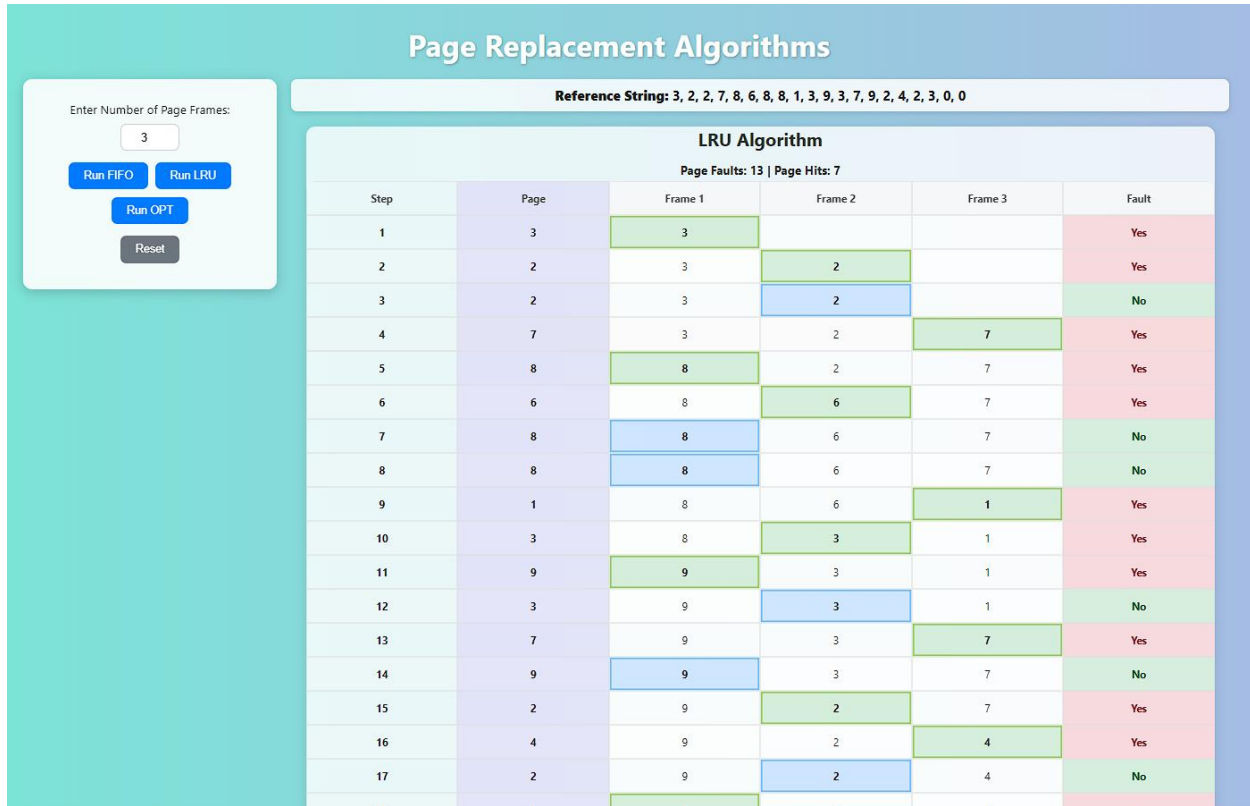 Page Replacement Algorithms
Enter Number of Page Frames:
3
Run FIFO Run LRU
Run OPT
Reset
Reference String: 3, 2, 2, 7, 8, 6, 8, 8, 1, 3, 9, 3, 7, 9, 2, 4, 2, 3, 0, 0
LRU Algorithm
Page Faults: 13 | Page Hits: 7
Step Page Frame 1 Frame 2 Frame 3 Fault
1 3 3 Yes
2 2 3 2 Yes
3 2 3 2 No
4 7 3 2 7 Yes
5 8 8 2 7 Yes
6 6 8 6 7 Yes
7 8 8 6 7 No
8 8 8 6 7 No
9 1 8 6 1 Yes
10 3 8 3 1 Yes
11 9 9 3 1 Yes
12 3 9 3 1 No
13 7 9 3 7 Yes
14 9 9 3 7 No
15 2 9 2 7 Yes
16 4 9 2 4 Yes
17 2 9 2 4 No